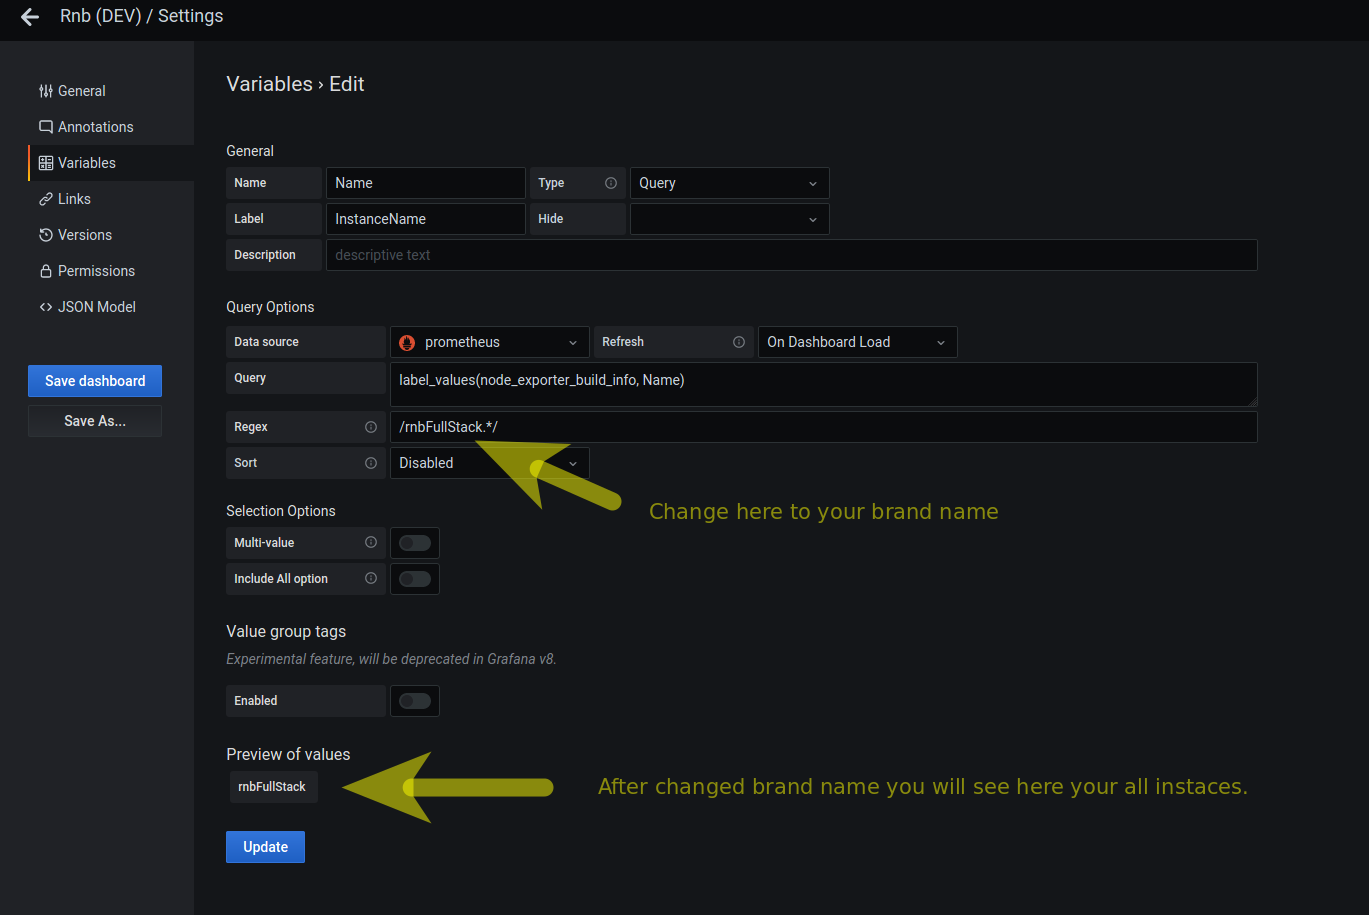 Rnb (DEV) / Settings
General
Annotations
Variables
Links
Versions
Permissions
JSON Model
Save dashboard
Save As...
Variables › Edit
General
Name Name Type Query
Label InstanceName Hide
Description descriptive text
Query Options
Data source prometheus Refresh On Dashboard Load
Query label_values(node_exporter_build_info, Name)
Regex /rnbFullStack.*/
Sort Disabled
Change here to your brand name
Selection Options
Multi-value
Include All option
Value group tags
Experimental feature, will be deprecated in Grafana v8.
Enabled
Preview of values
rnbFullStack
After changed brand name you will see here your all instaces.
Update